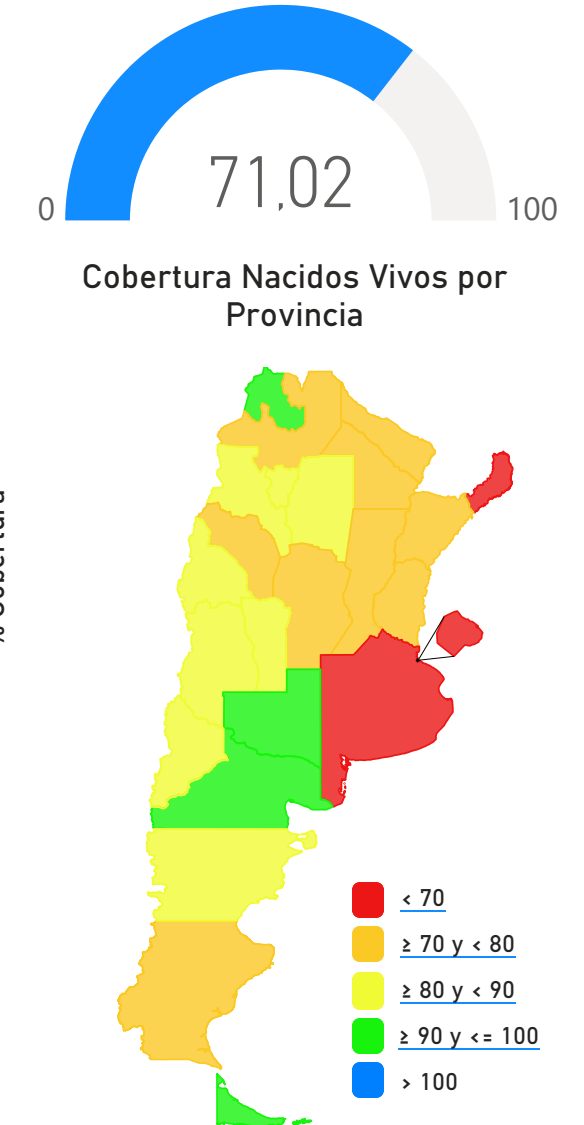 71,02
0
100
Cobertura Nacidos Vivos por
Provincia
< 70
≥ 70 y < 80
≥ 80 y < 90
≥ 90 y <= 100
> 100